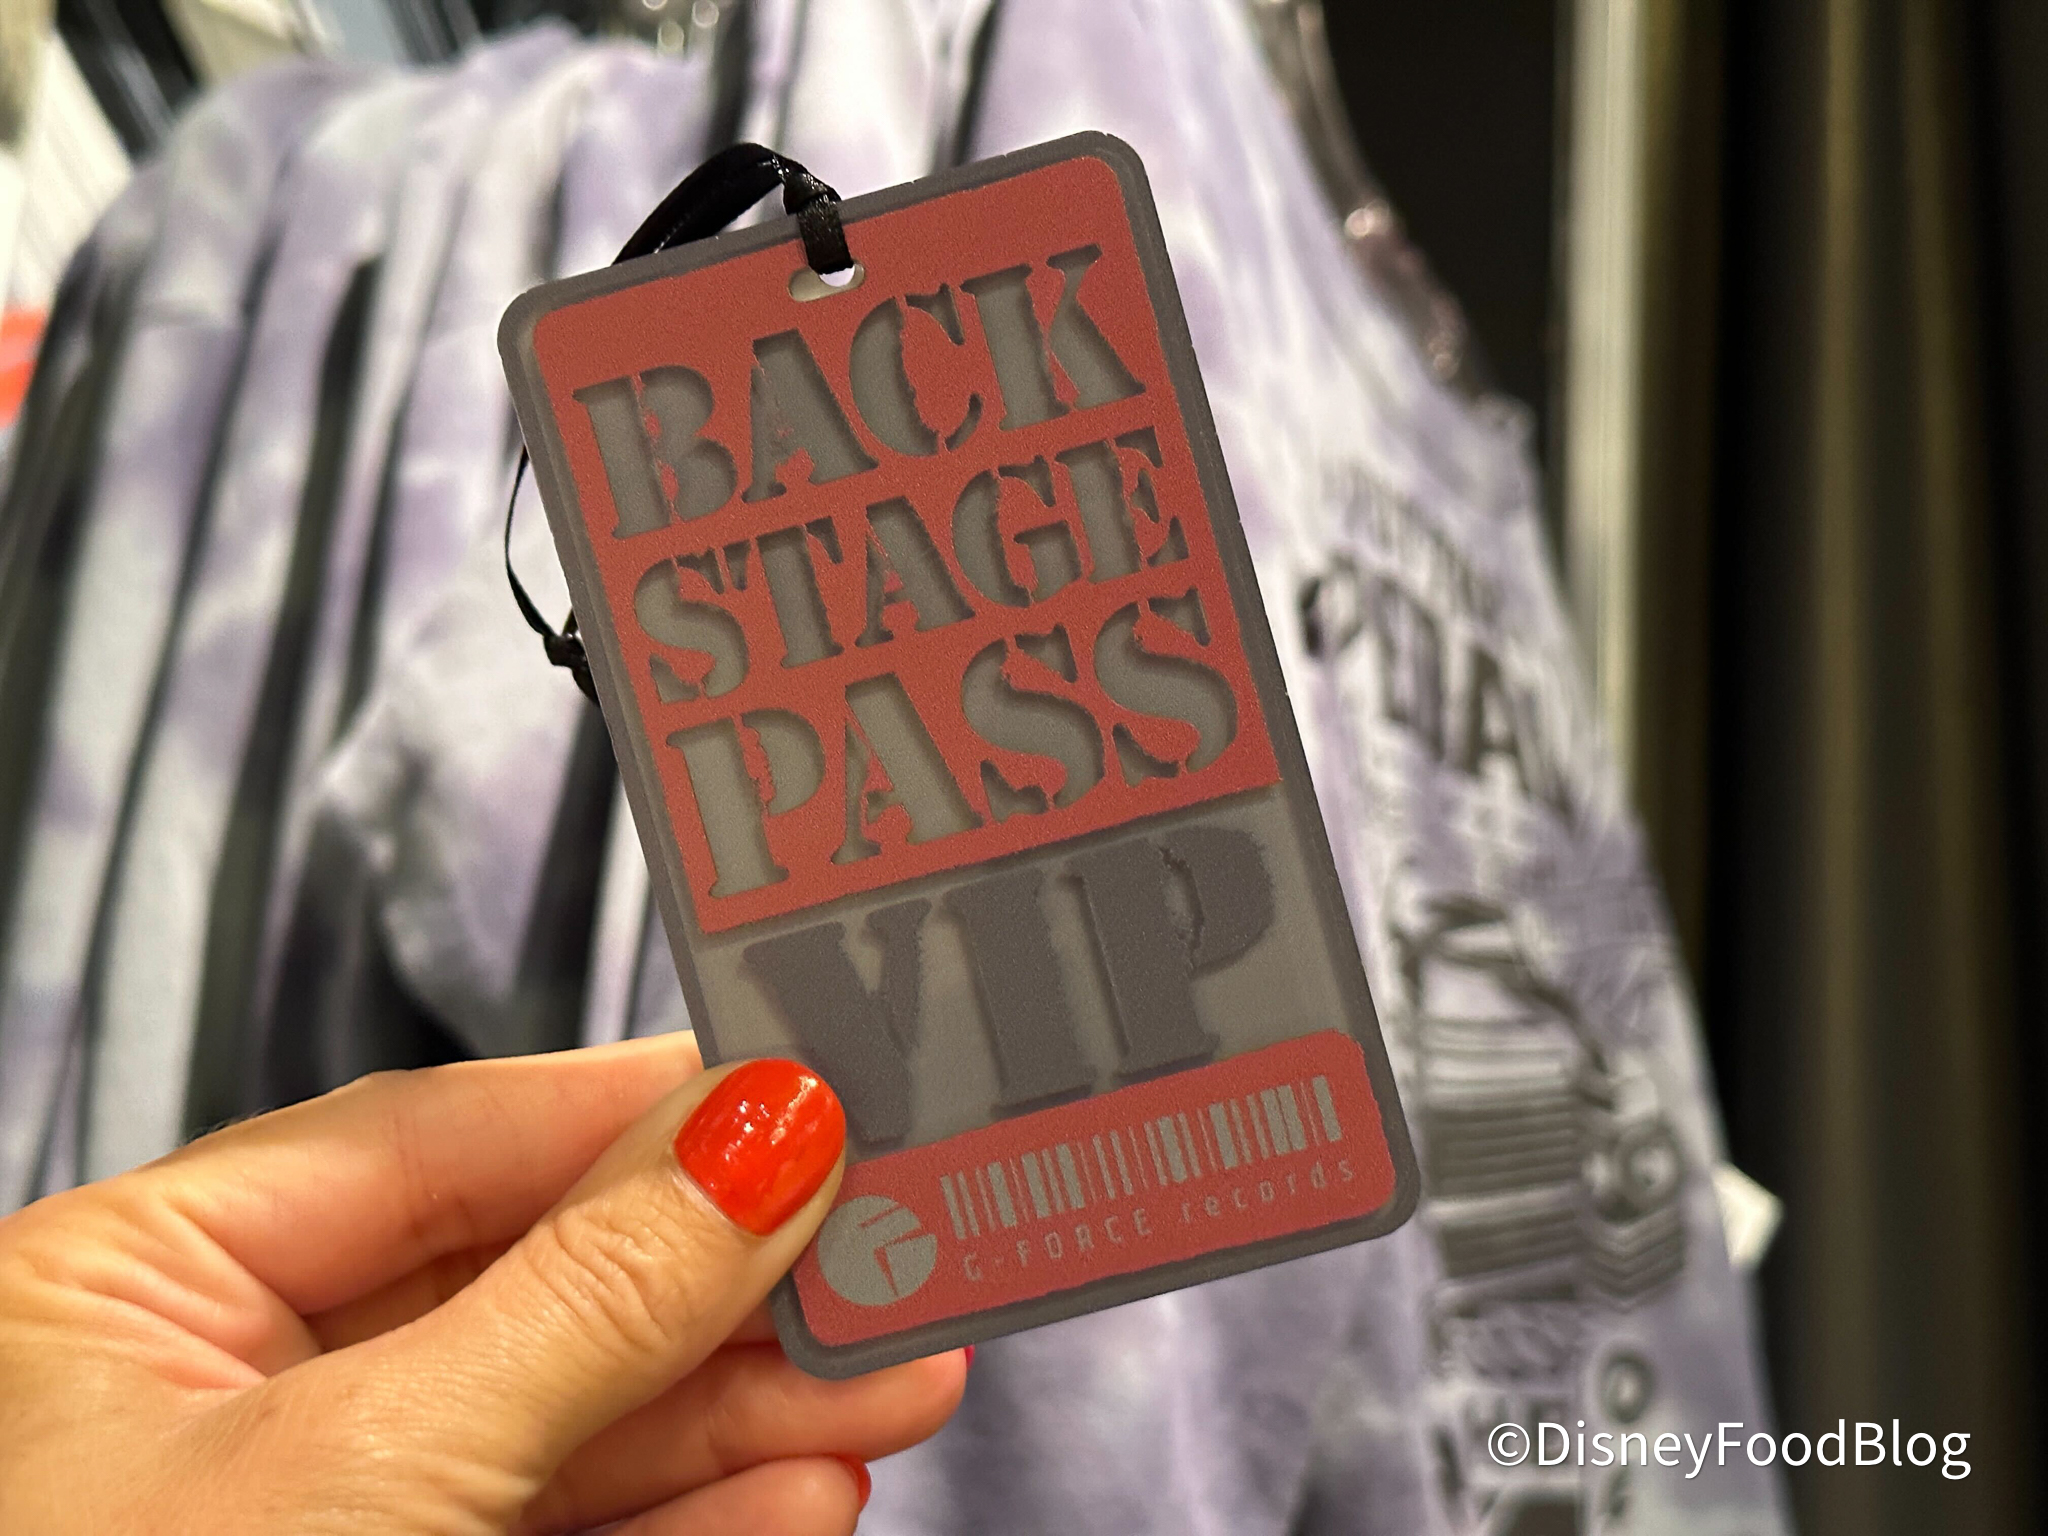 BACK
STAGE
PASS
VIP
G-FORCE records
©DisneyFoodBlog